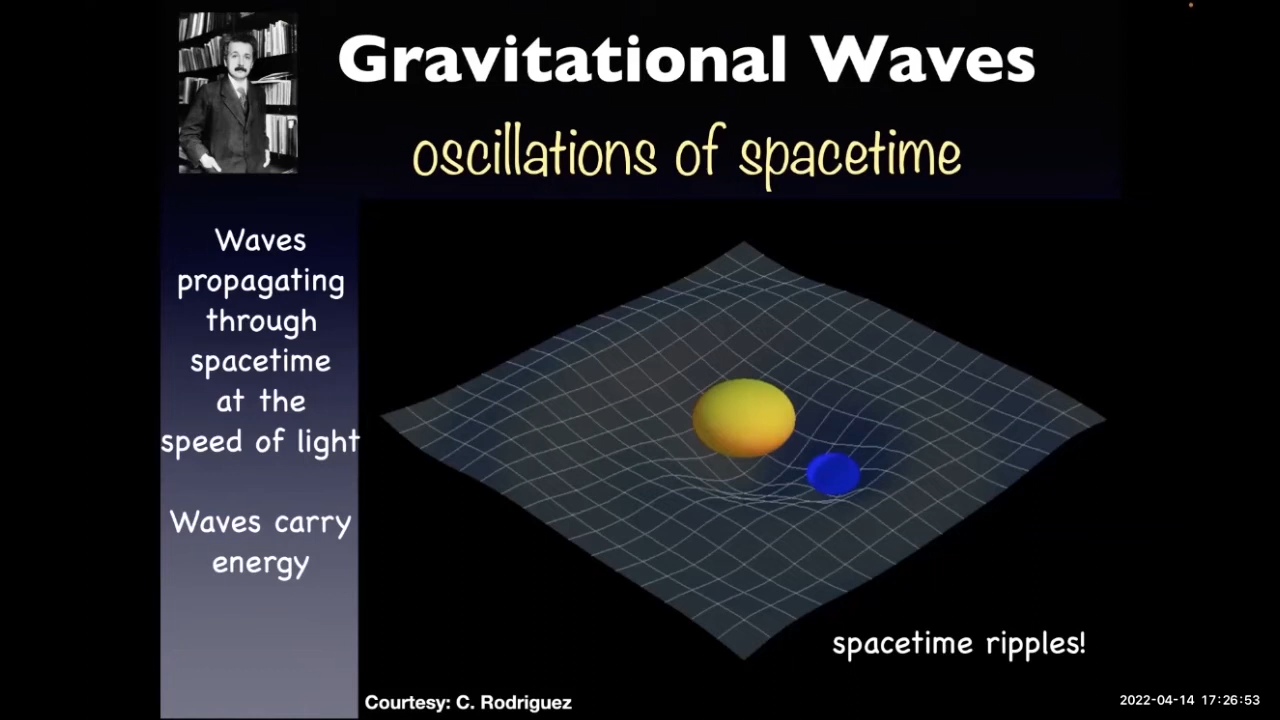 Gravitational Waves
oscillations of spacetime
Waves
propagating
through
spacetime
at the
speed of light
Waves carry
energy
spacetime ripples!
Courtesy: C. Rodriguez
2022-04-14 17:26:53